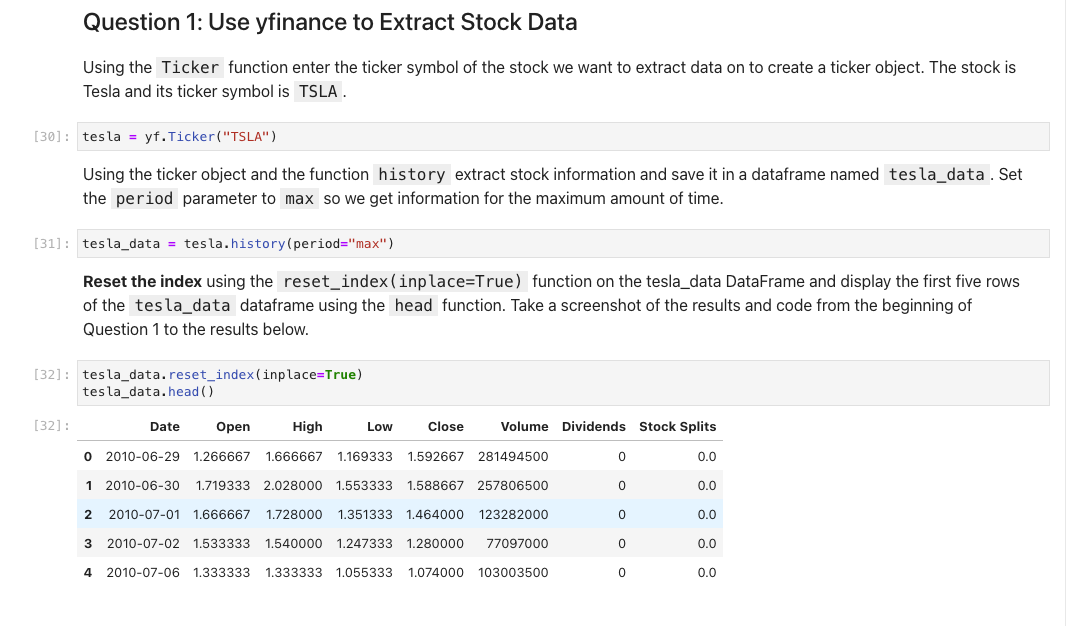 Question 1: Use yfinance to Extract Stock Data
Using the Ticker function enter the ticker symbol of the stock we want to extract data on to create a ticker object. The stock is
Tesla and its ticker symbol is TSLA.
[30]: tesla = yf.Ticker("TSLA")
Using the ticker object and the function history extract stock information and save it in a dataframe named tesla_data. Set
the period parameter to max so we get information for the maximum amount of time.
[31]: tesla_data = tesla.history(period="max")
Reset the index using the reset_index(inplace=True) function on the tesla_data DataFrame and display the first five rows
of the tesla_data dataframe using the head function. Take a screenshot of the results and code from the beginning of
Question 1 to the results below.
[32]: tesla_data.reset_index(inplace=True)
tesla_data.head()
[32]: Date Open High Low Close Volume Dividends Stock Splits
0 2010-06-29 1.266667 1.666667 1.169333 1.592667 281494500 0 0.0
1 2010-06-30 1.719333 2.028000 1.553333 1.588667 257806500 0 0.0
2 2010-07-01 1.666667 1.728000 1.351333 1.464000 123282000 0 0.0
3 2010-07-02 1.533333 1.540000 1.247333 1.280000 77097000 0 0.0
4 2010-07-06 1.333333 1.333333 1.055333 1.074000 103003500 0 0.0